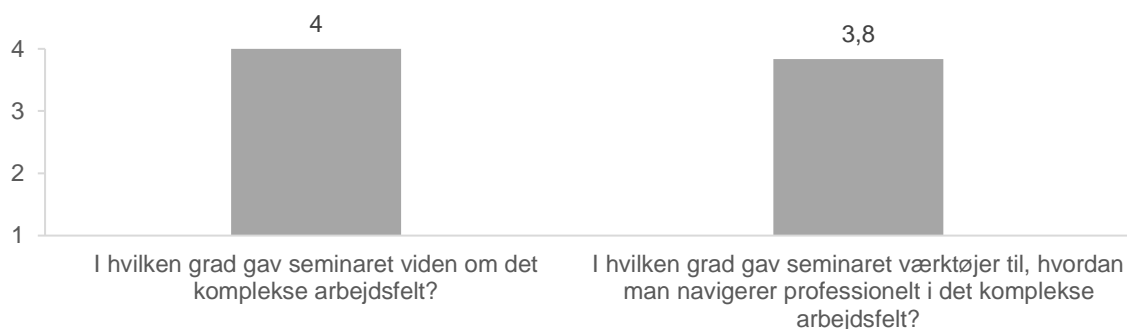 4
3,8
4
3
2
1
I hvilken grad gav seminaret viden om det
komplekse arbejdsfelt?
I hvilken grad gav seminaret værktøjer til, hvordan
man navigerer professionelt i det komplekse
arbejdsfelt?